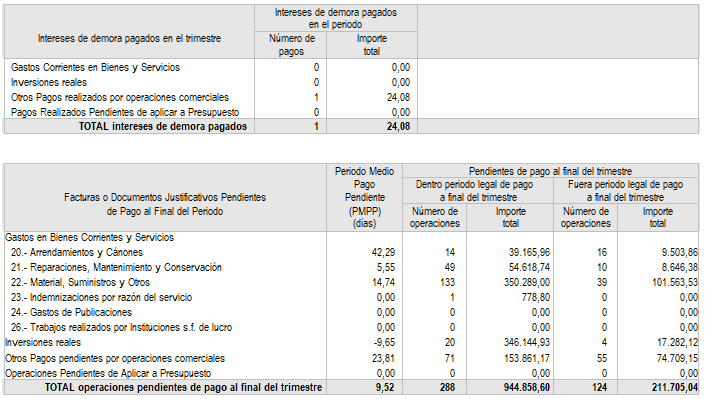 Intereses de demora pagados en el trimestre
Intereses de demora pagados
en el periodo
Número de
pagos
Importe
total
Gastos Corrientes en Bienes y Servicios 0 0,00
Inversiones reales 0 0,00
Otros Pagos realizados por operaciones comerciales 1 24,08
Pagos Realizados Pendientes de aplicar a Presupuesto 0 0,00
TOTAL intereses de demora pagados 1 24,08
Facturas o Documentos Justificativos Pendientes
de Pago al Final del Periodo
Periodo Medio
Pago
Pendiente
(PMPP)
(días)
Pendientes de pago al final del trimestre
Dentro periodo legal de pago
a final del trimestre
Fuera periodo legal de pago
a final del trimestre
Número de
operaciones
Importe
total
Número de
operaciones
Importe
total
Gastos en Bienes Corrientes y Servicios
20.- Arrendamientos y Cánones 42,29 14 39.165,96 16 9.503,86
21.- Reparaciones, Mantenimiento y Conservación 5,55 49 54.618,74 10 8.646,38
22.- Material, Suministros y Otros 14,74 133 350.289,00 39 101.563,53
23.- Indemnizaciones por razón del servicio 0,00 1 778,80 0 0,00
24.- Gastos de Publicaciones 0,00 0 0,00 0 0,00
26.- Trabajos realizados por Instituciones s.f. de lucro 0,00 0 0,00 0 0,00
Inversiones reales -9,65 20 346.144,93 4 17.282,12
Otros Pagos pendientes por operaciones comerciales 23,81 71 153.861,17 55 74.709,15
Operaciones Pendientes de Aplicar a Presupuesto 0,00 0 0,00 0 0,00
TOTAL operaciones pendientes de pago al final del trimestre 9,52 288 944.858,60 124 211.705,04